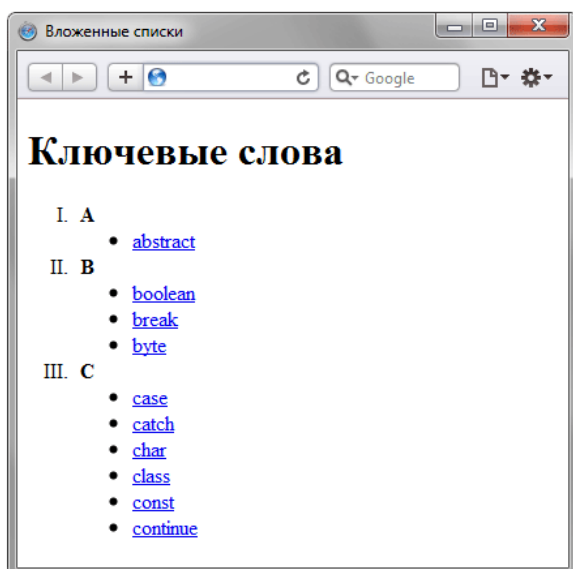 Вложенные списки
Google
Ключевые слова
I. A
• abstract
II. B
• boolean
• break
• byte
III. C
• case
• catch
• char
• class
• const
• continue